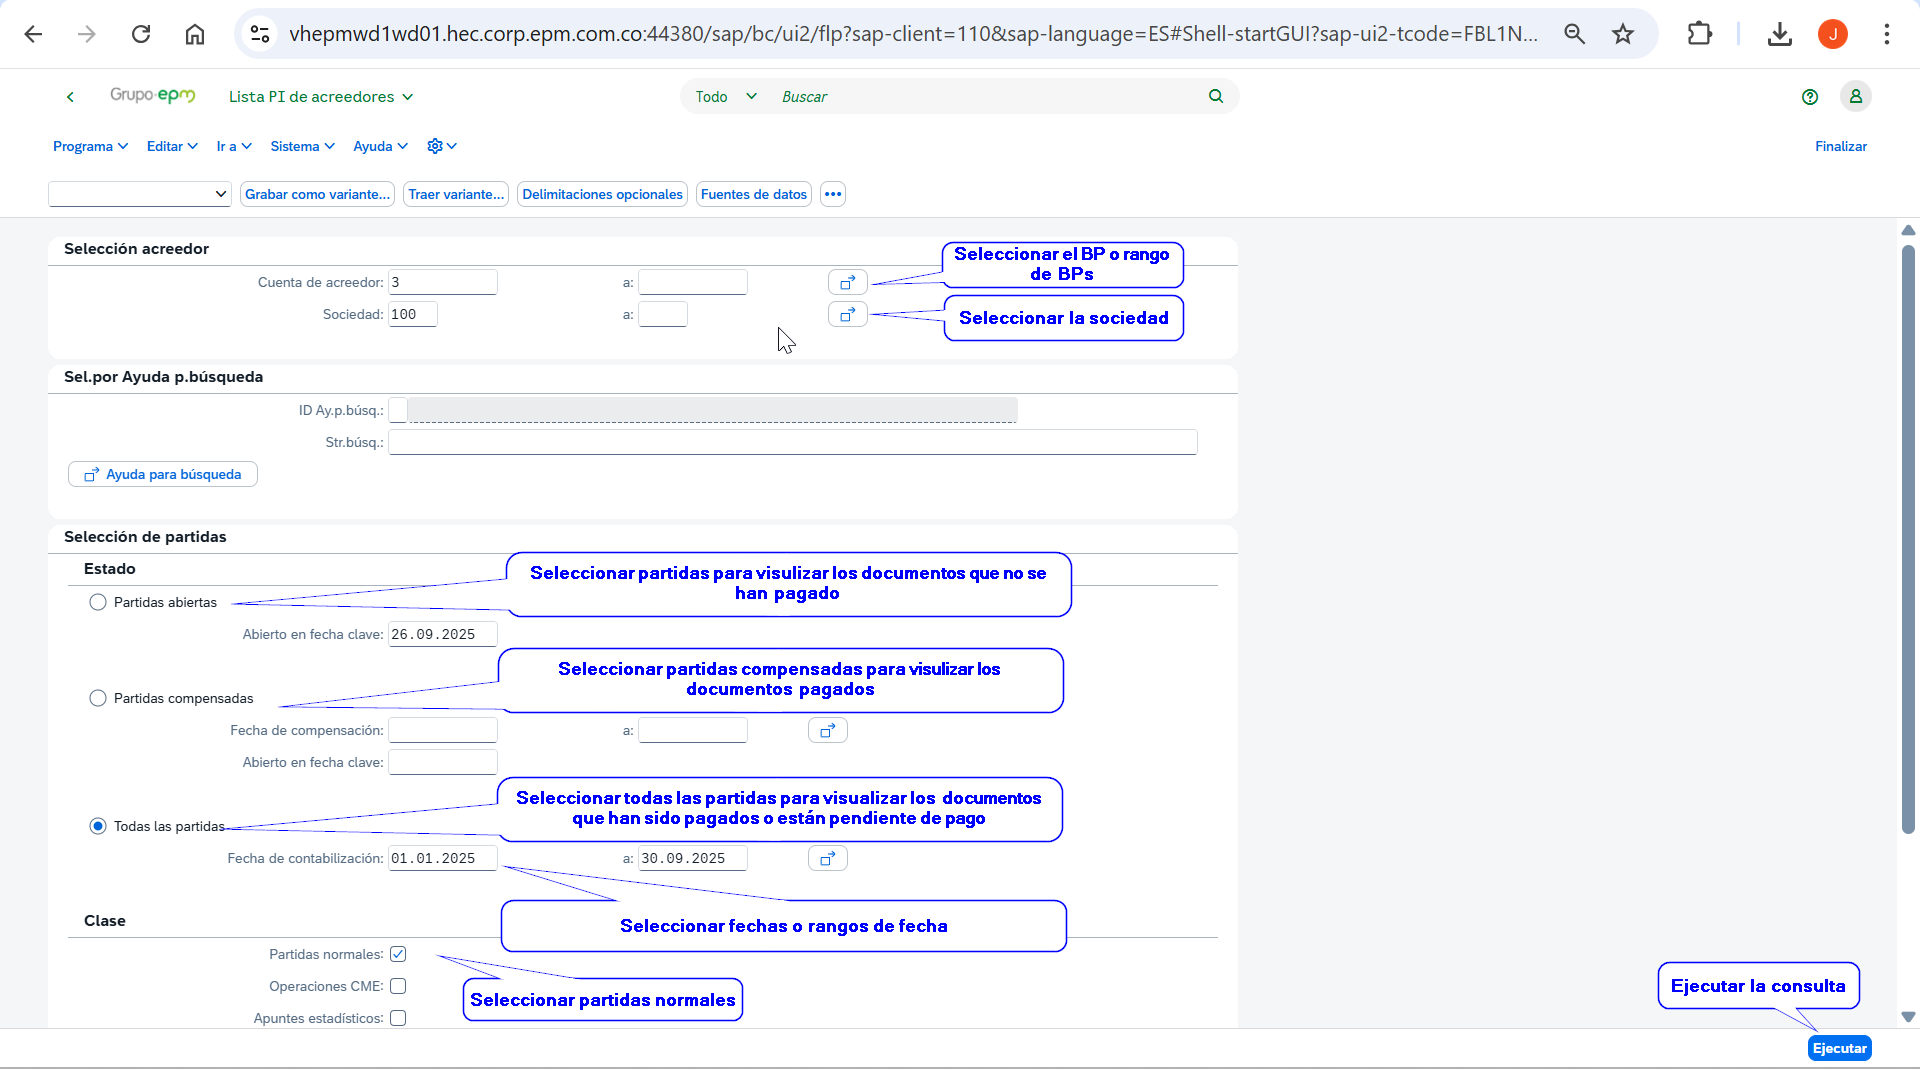 vhepmwd1wd01.hec.corp.epm.com.co:44380/sap/bc/ui2/flp?sap-client=110&sap-language=ES#Shell-startGUI?sap-ui2-tcode=FBL1N...
J
Grupo·epm
Lista PI de acreedores
Todo
Buscar
Programa
Editar
Ir a
Sistema
Ayuda
Finalizar
Grabar como variante...
Traer variante...
Delimitaciones opcionales
Fuentes de datos
•••
Selección acreedor
Seleccionar el BP o rango
de BPs
Cuenta de acreedor: 3
a:
Sociedad: 100
a:
Seleccionar la sociedad
Sel.por Ayuda p.búsqueda
ID Ay.p.búsq.:
Str.búsq.:
Ayuda para búsqueda
Selección de partidas
Estado
Seleccionar partidas para visulizar los documentos que no se
han pagado
Partidas abiertas
Abierto en fecha clave: 26.09.2025
Seleccionar partidas compensadas para visulizar los
documentos pagados
Partidas compensadas
Fecha de compensación:
a:
Abierto en fecha clave:
Seleccionar todas las partidas para visualizar los documentos
que han sido pagados o están pendiente de pago
Todas las partidas
Fecha de contabilización: 01.01.2025
a: 30.09.2025
Clase
Seleccionar fechas o rangos de fecha
Partidas normales:
Operaciones CME:
Seleccionar partidas normales
Apuntes estadísticos:
Ejecutar la consulta
Ejecutar